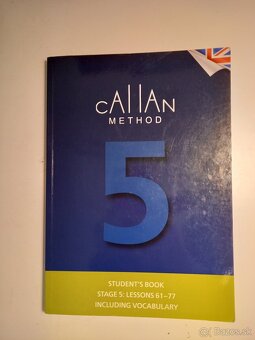 CALLAN
METHOD
5
STUDENT'S BOOK
STAGE 5: LESSONS 61–77
INCLUDING VOCABULARY
Bazos.sk